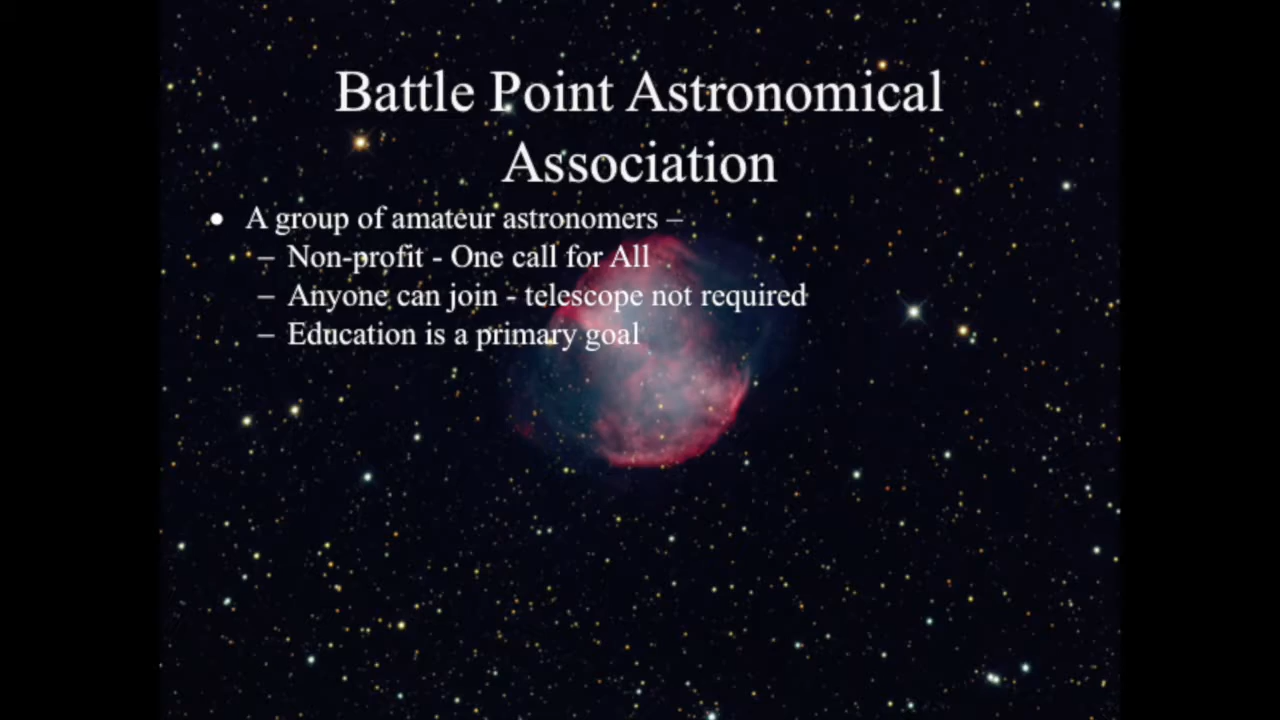 Battle Point Astronomical
Association
• A group of amateur astronomers –
– Non-profit - One call for All
– Anyone can join - telescope not required
– Education is a primary goal